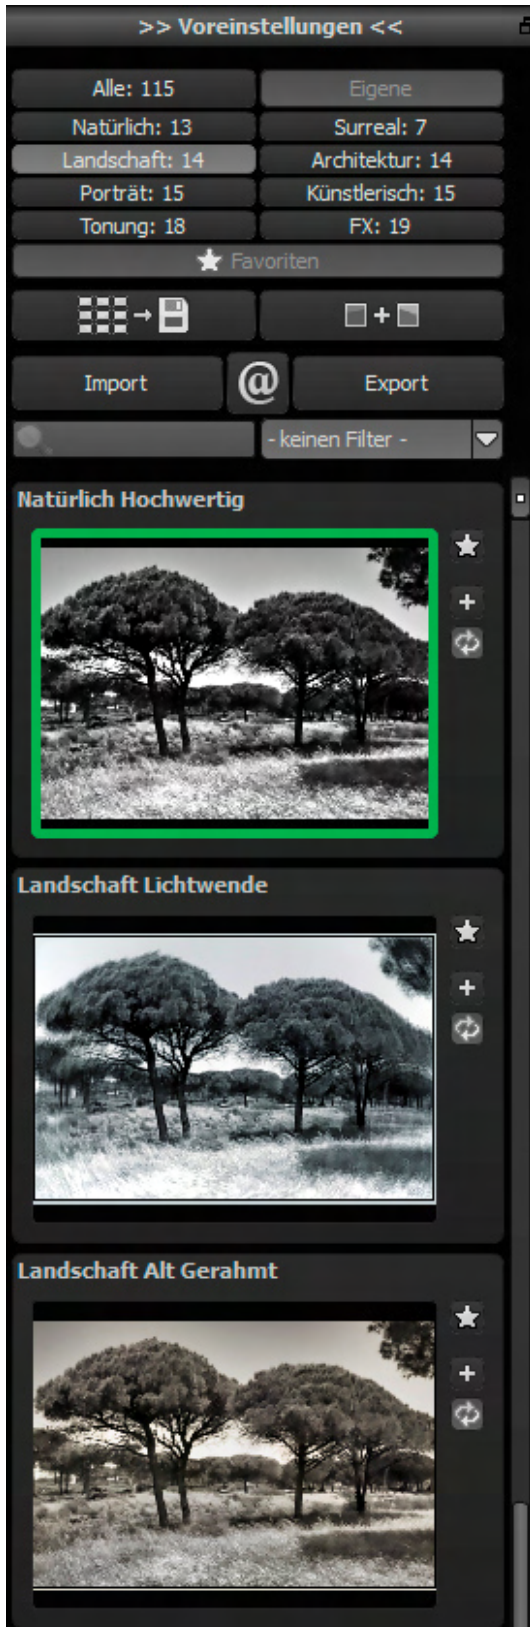 >> Voreinstellungen <<
Alle: 115 Eigene
Natürlich: 13 Surreal: 7
Landschaft: 14 Architektur: 14
Porträt: 15 Künstlerisch: 15
Tonung: 18 FX: 19
Favoriten
Import @ Export
- keinen Filter -
Natürlich Hochwertig
Landschaft Lichtwende
Landschaft Alt Gerahmt